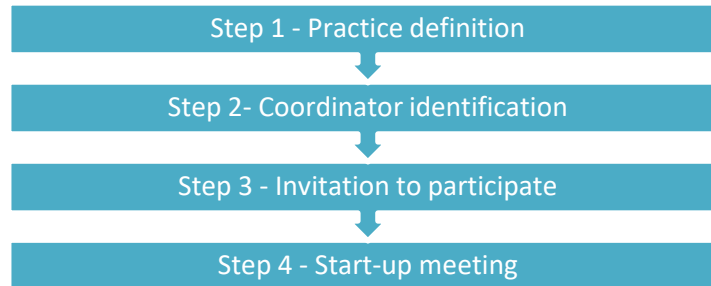 Step 1 - Practice definition
Step 2- Coordinator identification
Step 3 - Invitation to participate
Step 4 - Start-up meeting